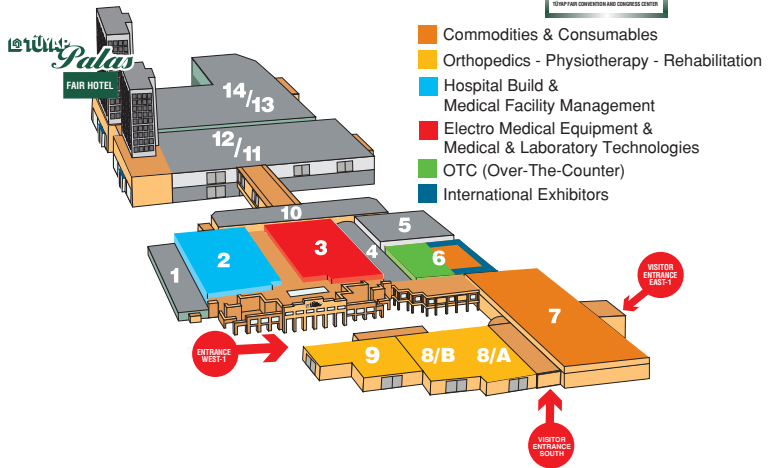 TÜYAP FAIR CONVENTION AND CONGRESS CENTER
TÜYAP
Palas
FAIR HOTEL
Commodities & Consumables
Orthopedics - Physiotherapy - Rehabilitation
Hospital Build &
Medical Facility Management
Electro Medical Equipment &
Medical & Laboratory Technologies
OTC (Over-The-Counter)
International Exhibitors
14/13
12/11
10
5
1
2
3
4
6
7
VISITOR
ENTRANCE
EAST-1
ENTRANCE
WEST-1
9
8/B
8/A
VISITOR
ENTRANCE
SOUTH